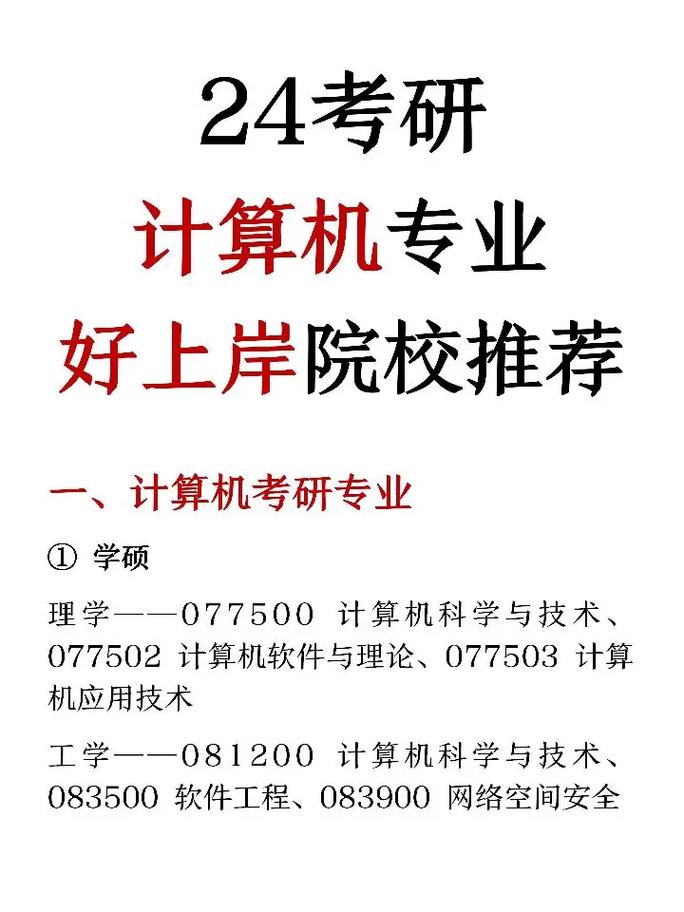 24考研
计算机专业
好上岸院校推荐
一、计算机考研专业
① 学硕
理学——077500 计算机科学与技术、
077502 计算机软件与理论、077503 计算
机应用技术
工学——081200 计算机科学与技术、
083500 软件工程、083900 网络空间安全